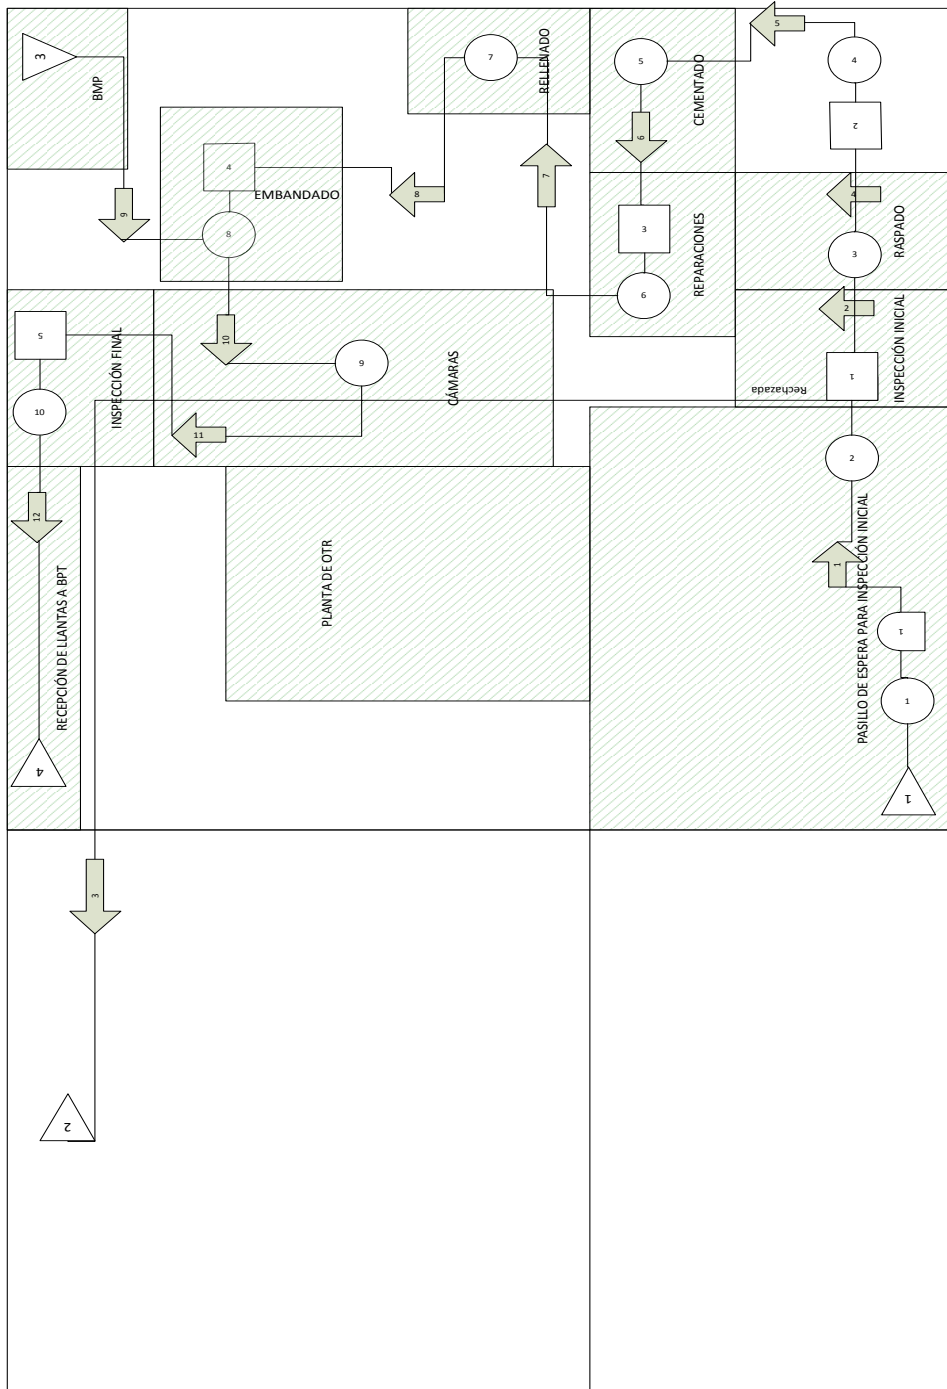 3
BMP
9
4
EMBANDADO
8
7
RELLENADO
8
7
5
CEMENTADO
6
3
REPARACIONES
6
5
4
2
4
3
RASPADO
2
INSPECCIÓN INICIAL
1
Rechazada
5
INSPECCIÓN FINAL
10
10
9
CÁMARAS
11
12
RECEPCIÓN DE LLANTAS A BPT
4
PLANTA DE OTR
2
1
PASILLO DE ESPERA PARA INSPECCIÓN INICIAL
1
1
1
3
2